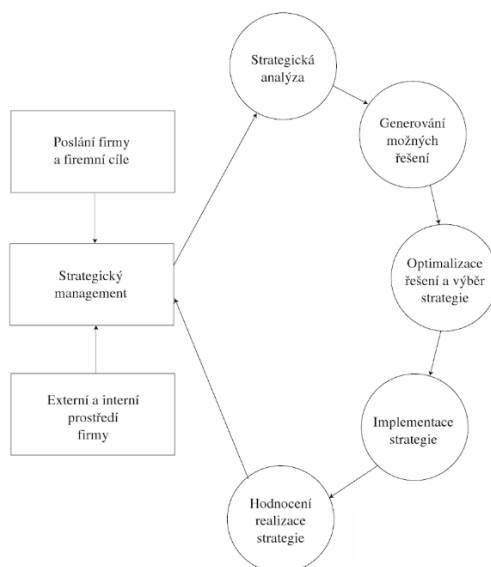 Strategická
analýza
Generování
možných
řešení
Poslání firmy
a firemní cíle
Strategický
management
Optimalizace
řešení a výběr
strategie
Externí a interní
prostředí
firmy
Implementace
strategie
Hodnocení
realizace
strategie